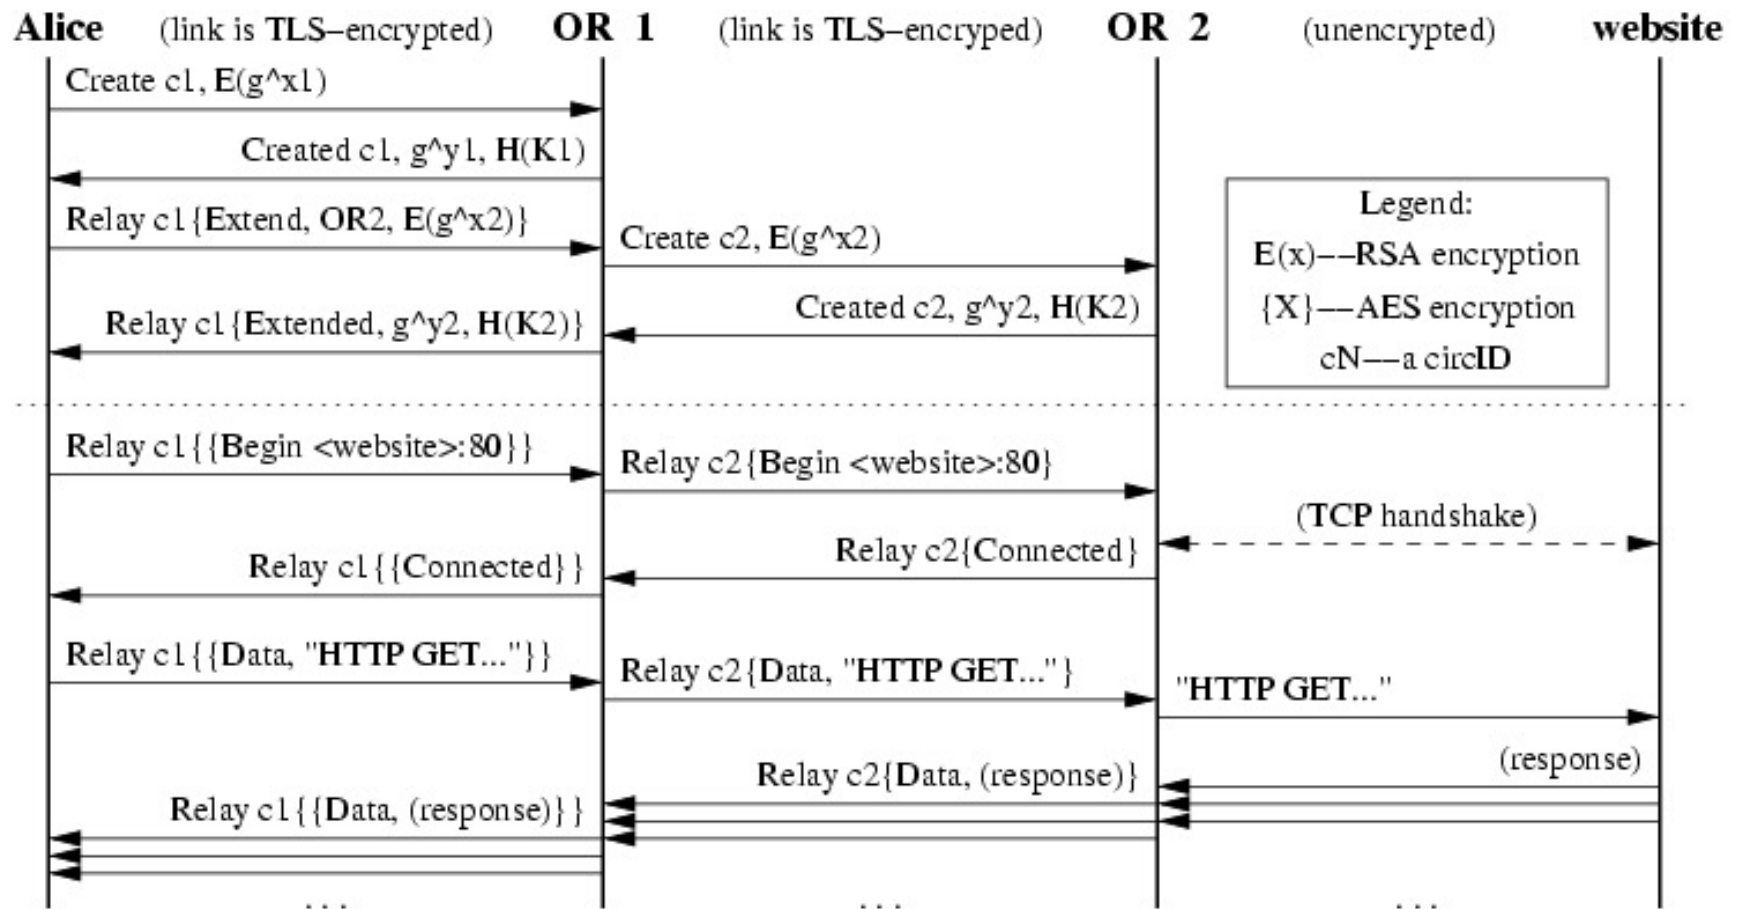 Alice (link is TLS–encrypted) OR 1 (link is TLS–encryped) OR 2 (unencrypted) website
Create c1, E(g^x1)
Created c1, g^y1, H(K1)
Relay c1{Extend, OR2, E(g^x2)}
Create c2, E(g^x2)
Created c2, g^y2, H(K2)
Relay c1{Extended, g^y2, H(K2)}
Legend:
E(x)––RSA encryption
{X}––AES encryption
cN––a circID
Relay c1{{Begin <website>:80}}
Relay c2{Begin <website>:80}
(TCP handshake)
Relay c2{Connected}
Relay c1{{Connected}}
Relay c1{{Data, "HTTP GET..."}}
Relay c2{Data, "HTTP GET..."}
"HTTP GET..."
(response)
Relay c2{Data, (response)}
Relay c1{{Data, (response)}}
. . . . . . . . .